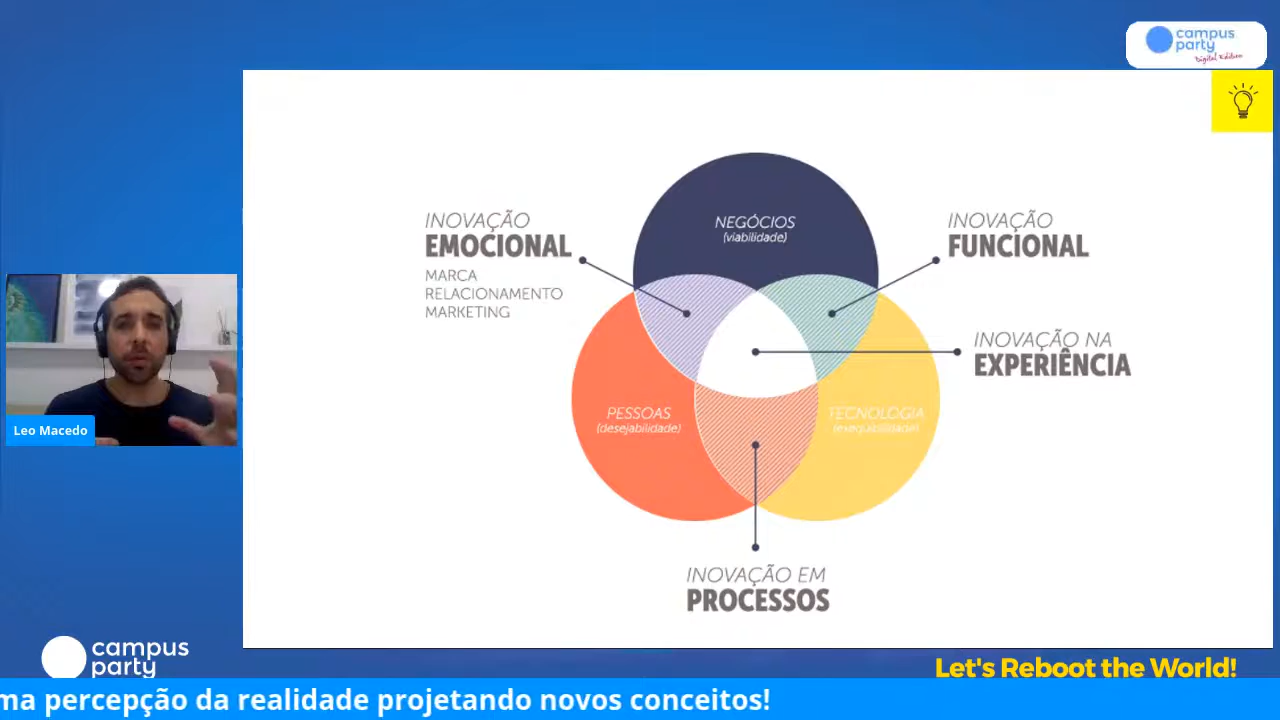 campus
party
Digital Edition
INOVAÇÃO
EMOCIONAL
MARCA
RELACIONAMENTO
MARKETING
NEGÓCIOS
(viabilidade)
INOVAÇÃO
FUNCIONAL
INOVAÇÃO NA
EXPERIÊNCIA
PESSOAS
(desejabilidade)
TECNOLOGIA
(exequibilidade)
INOVAÇÃO EM
PROCESSOS
Leo Macedo
campus
party
Let's Reboot the World!
ma percepção da realidade projetando novos conceitos!